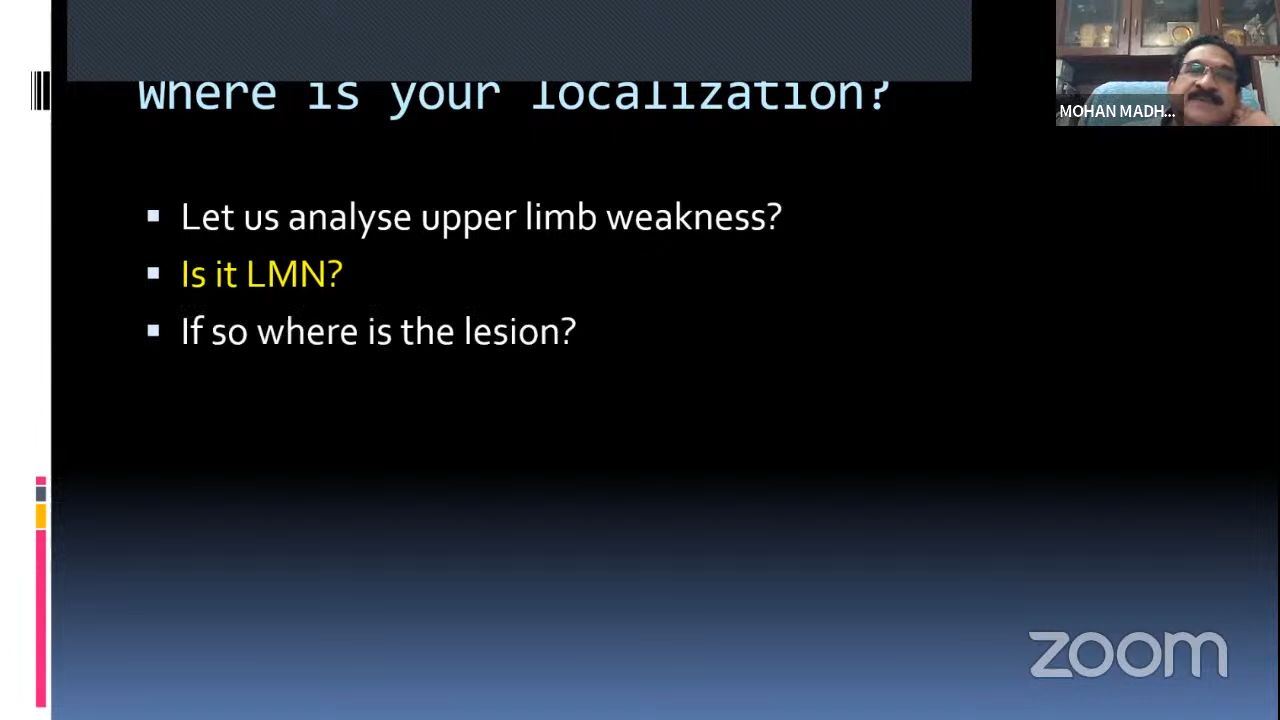 Where is your localization?
MOHAN MADH...
Let us analyse upper limb weakness?
Is it LMN?
If so where is the lesion?
zoom